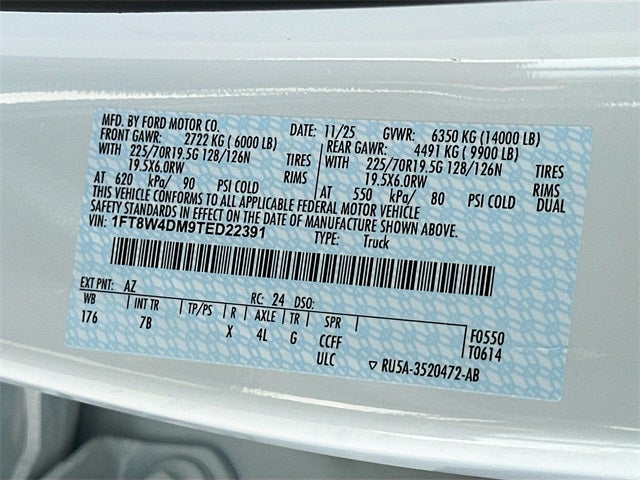 MFD. BY FORD MOTOR CO. DATE: 11/25 GVWR: 6350 KG (14000 LB)
FRONT GAWR: 2722 KG (6000 LB) REAR GAWR: 4491 KG (9900 LB)
WITH 225/70R19.5G 128/126N TIRES WITH 225/70R19.5G 128/126N TIRES
19.5X6.0RW RIMS 19.5X6.0RW RIMS
AT 620 kPa/ 90 PSI COLD AT 550 kPa/ 80 PSI COLD DUAL
THIS VEHICLE CONFORMS TO ALL APPLICABLE FEDERAL MOTOR VEHICLE
SAFETY STANDARDS IN EFFECT ON THE DATE OF MANUFACTURE SHOWN ABOVE.
VIN: 1FT8W4DM9TED22391 TYPE: Truck
EXT PNT: AZ RC: 24 DSO:
WB INT TR TP/PS R AXLE TR SPR F0550
176 7B X 4L G CCFF T0614
ULC ▽ RU5A-3520472-AB